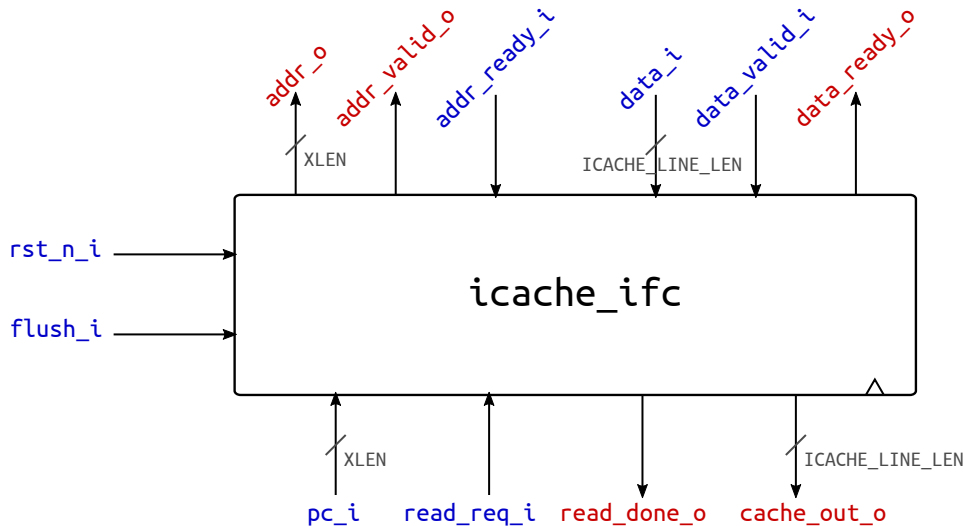 addr_o
addr_valid_o
addr_ready_i
data_i
data_valid_i
data_ready_o
XLEN
ICACHE_LINE_LEN
rst_n_i
icache_ifc
flush_i
XLEN
ICACHE_LINE_LEN
pc_i
read_req_i
read_done_o
cache_out_o